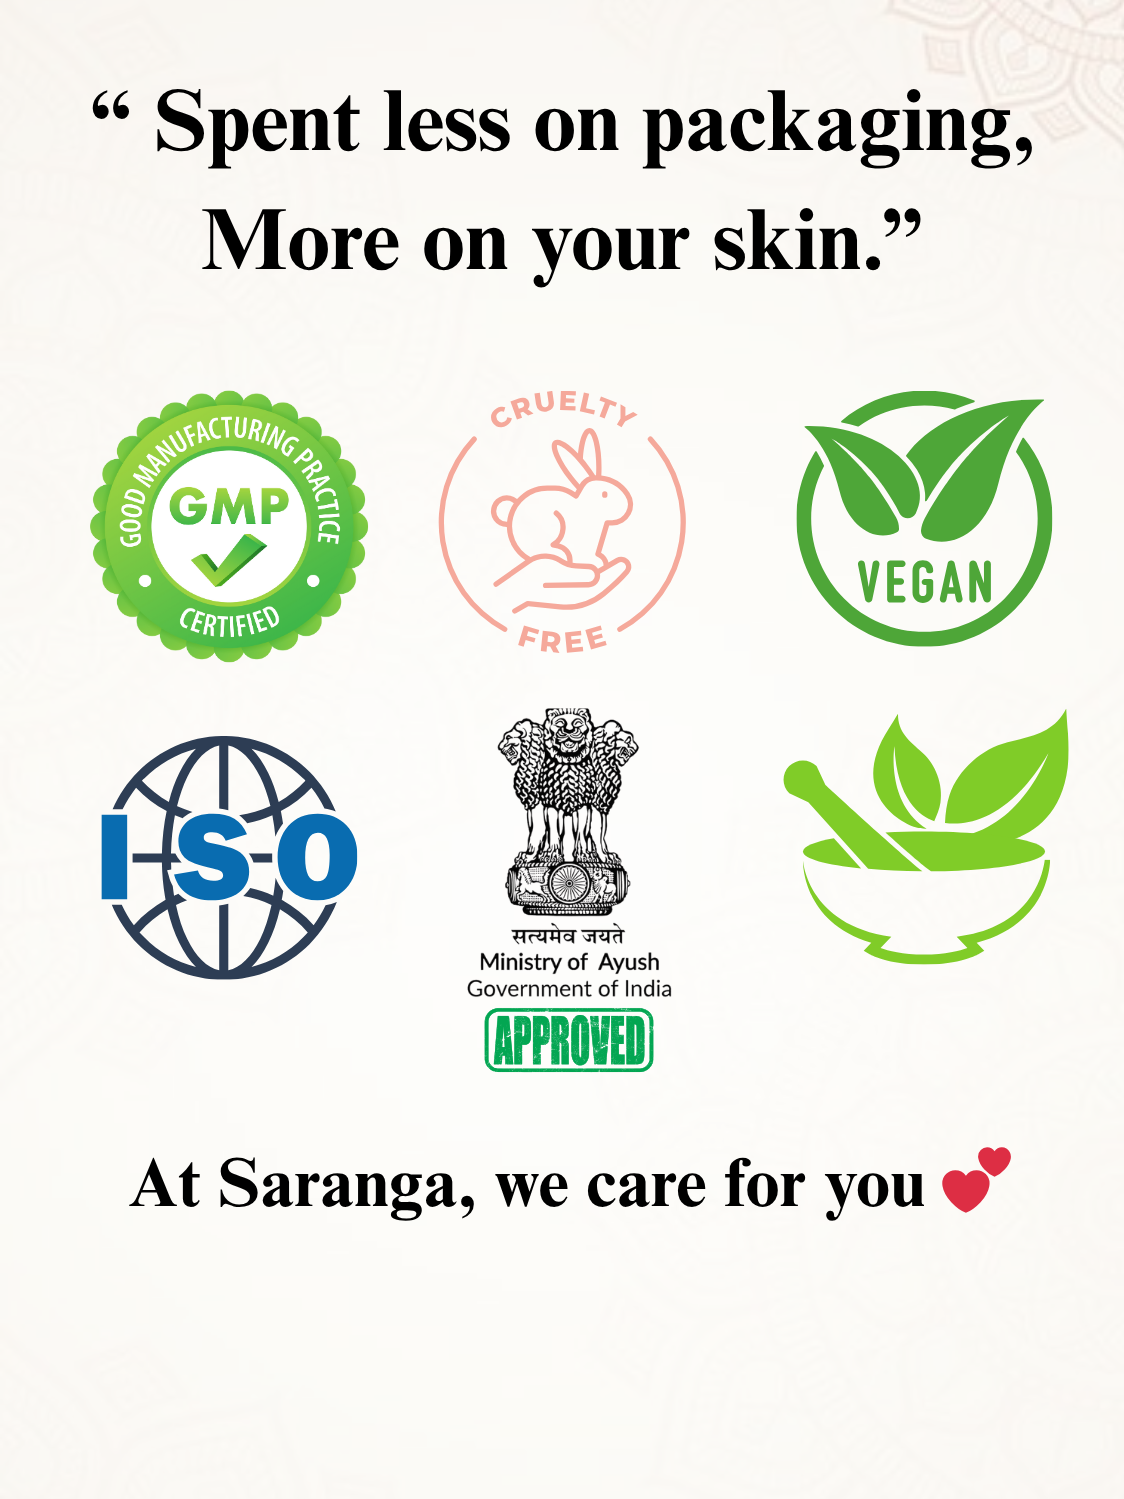 “ Spent less on packaging,
More on your skin.”
GOOD MANUFACTURING PRACTICE
GMP
CERTIFIED
CRUELTY
FREE
VEGAN
ISO
सत्यमेव जयते
Ministry of Ayush
Government of India
APPROVED
At Saranga, we care for you 💕